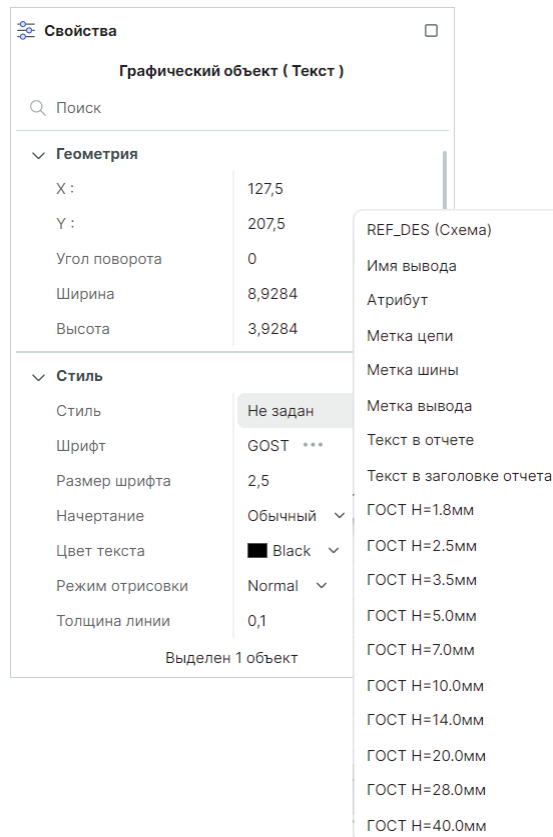 Свойства
Графический объект ( Текст )
Поиск
Геометрия
X : 127,5
Y : 207,5
Угол поворота 0
Ширина 8,9284
Высота 3,9284
Стиль
Стиль Не задан
Шрифт GOST •••
Размер шрифта 2,5
Начертание Обычный
Цвет текста Black
Режим отрисовки Normal
Толщина линии 0,1
Выделен 1 объект
REF_DES (Схема)
Имя вывода
Атрибут
Метка цепи
Метка шины
Метка вывода
Текст в отчете
Текст в заголовке отчета
ГОСТ H=1.8мм
ГОСТ H=2.5мм
ГОСТ H=3.5мм
ГОСТ H=5.0мм
ГОСТ H=7.0мм
ГОСТ H=10.0мм
ГОСТ H=14.0мм
ГОСТ H=20.0мм
ГОСТ H=28.0мм
ГОСТ H=40.0мм